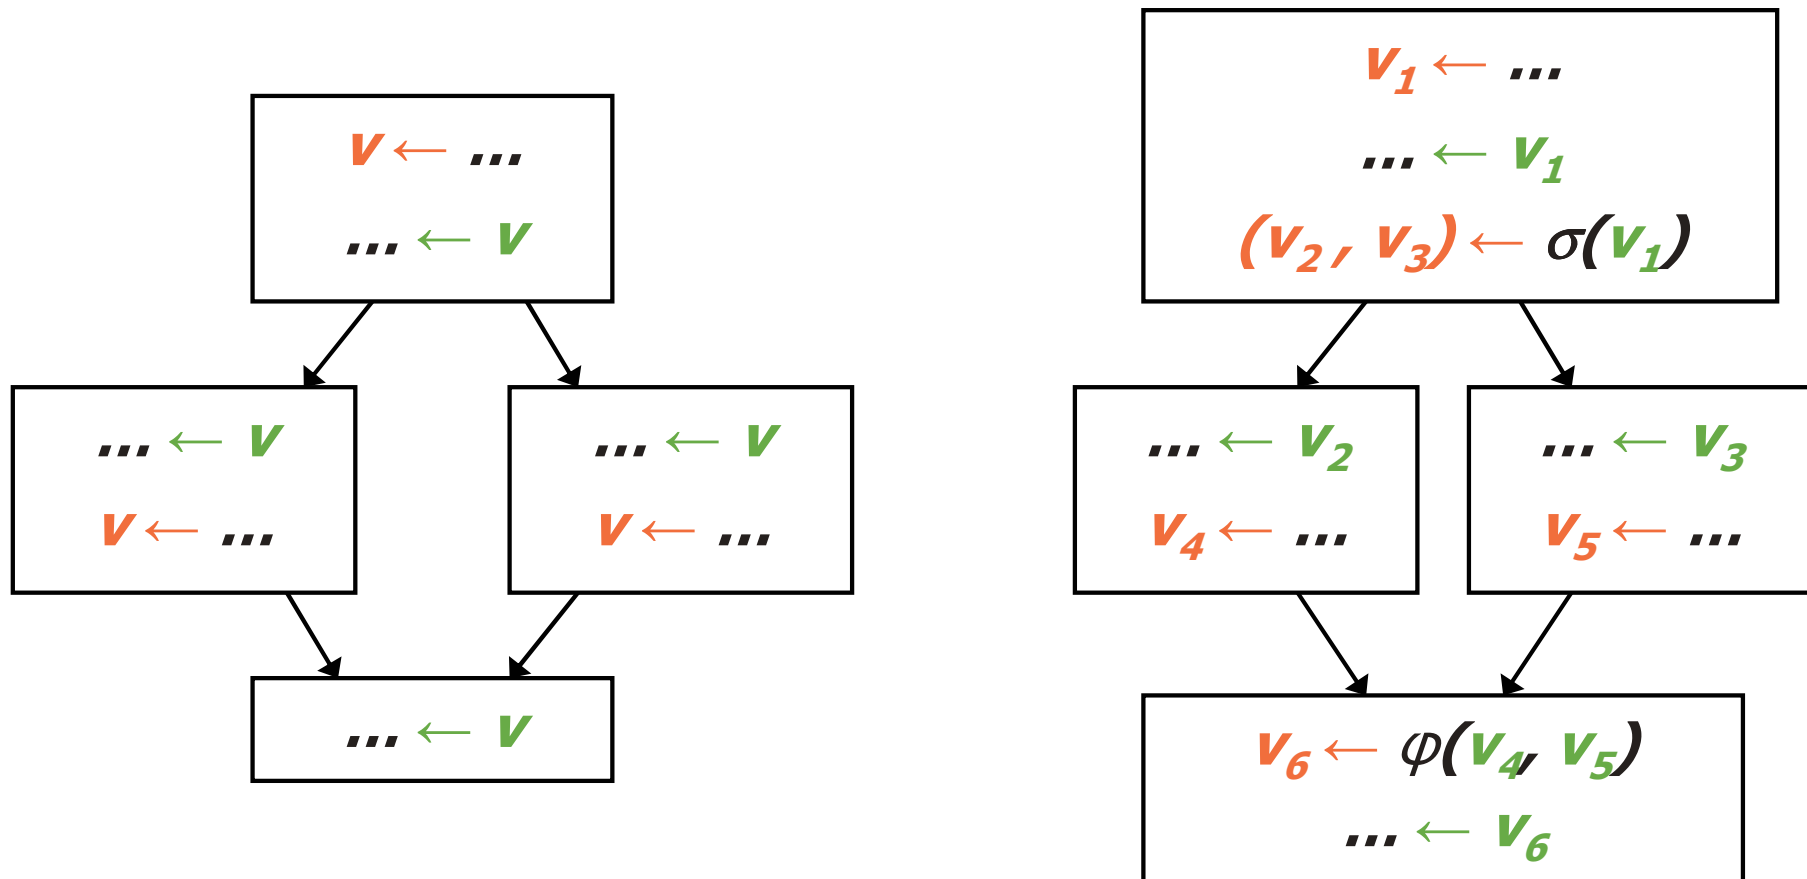 v ← ...
... ← v
... ← v
v ← ...
... ← v
v ← ...
... ← v
v₁ ← ...
... ← v₁
(v₂, v₃) ← σ(v₁)
... ← v₂
v₄ ← ...
... ← v₃
v₅ ← ...
v₆ ← φ(v₄, v₅)
... ← v₆